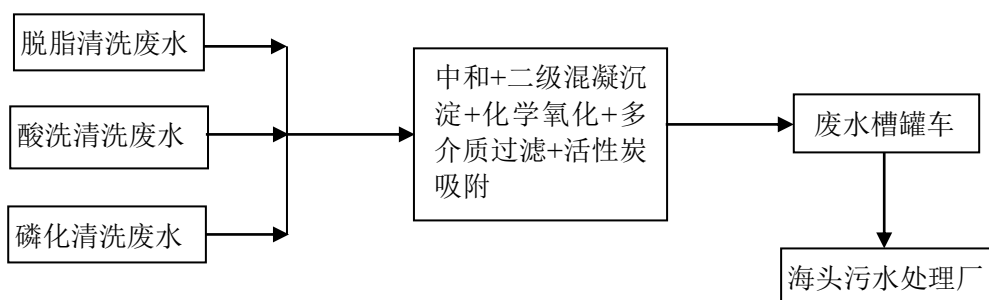 脱脂清洗废水
酸洗清洗废水
磷化清洗废水
中和+二级混凝沉
淀+化学氧化+多
介质过滤+活性炭
吸附
废水槽罐车
海头污水处理厂